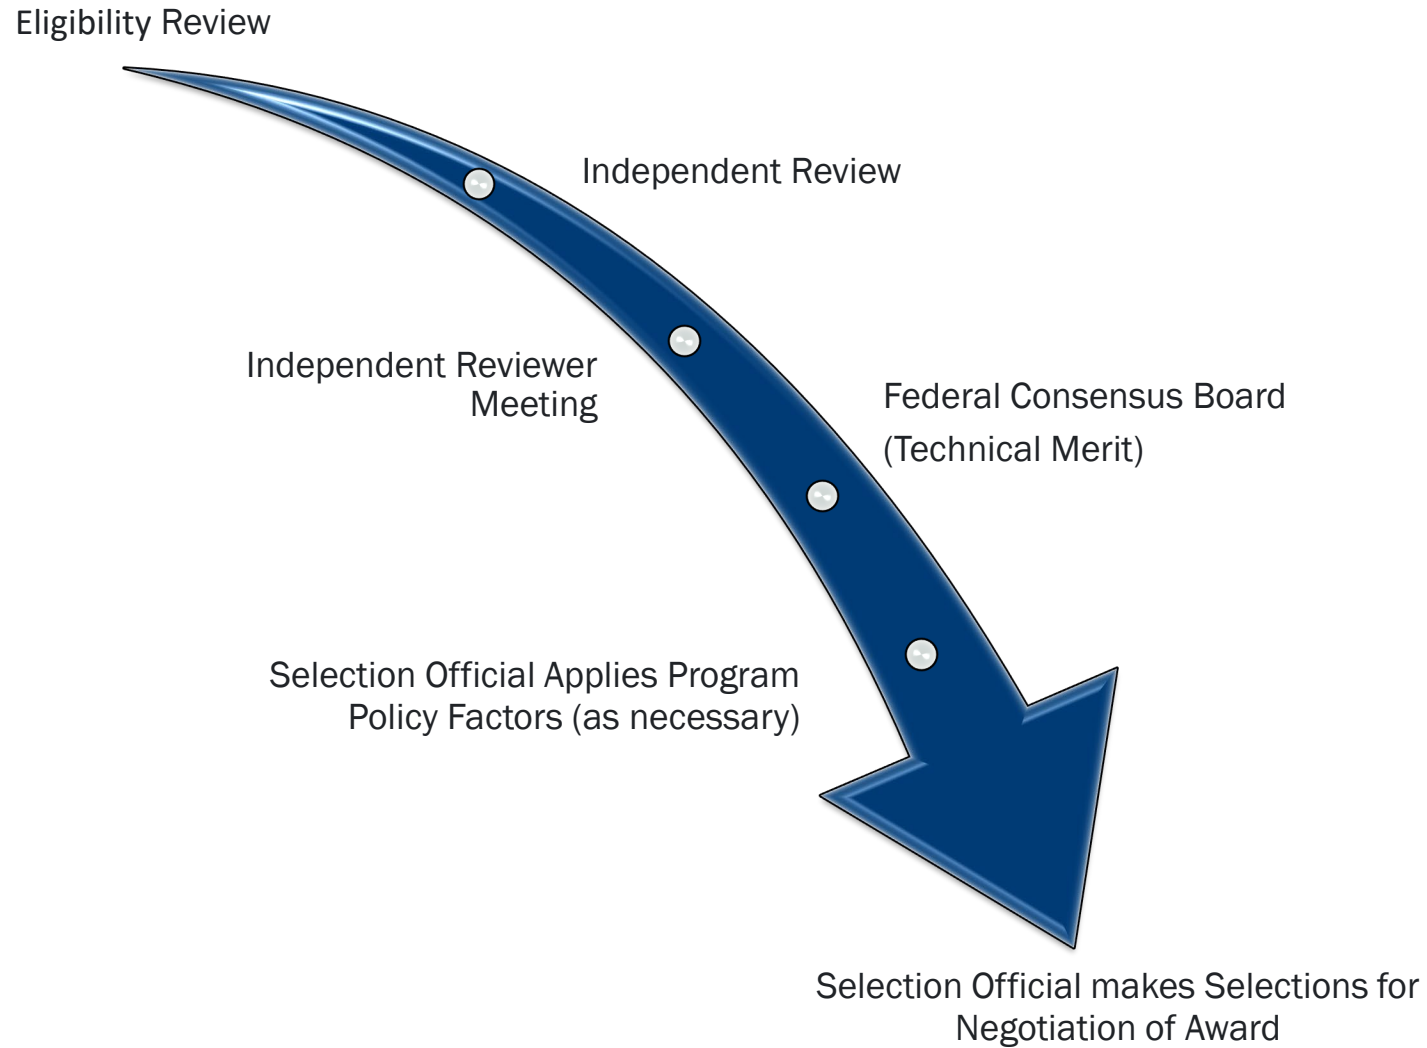 Eligibility Review
Independent Review
Independent Reviewer
Meeting
Federal Consensus Board
(Technical Merit)
Selection Official Applies Program
Policy Factors (as necessary)
Selection Official makes Selections for
Negotiation of Award